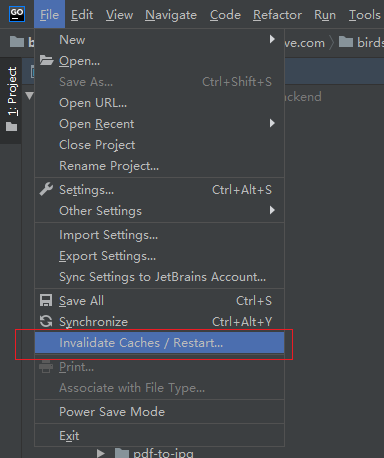 GO File Edit View Navigate Code Refactor Run Tools
b ve.com birds
1: Project
New
Open... ckend
Save As... Ctrl+Shift+S
Open URL...
Open Recent
Close Project
Rename Project...
Settings... Ctrl+Alt+S
Other Settings
Import Settings...
Export Settings...
Sync Settings to JetBrains Account...
Save All Ctrl+S
Synchronize Ctrl+Alt+Y
Invalidate Caches / Restart...
Print...
Associate with File Type...
Power Save Mode
Exit
pdf-to-jpg